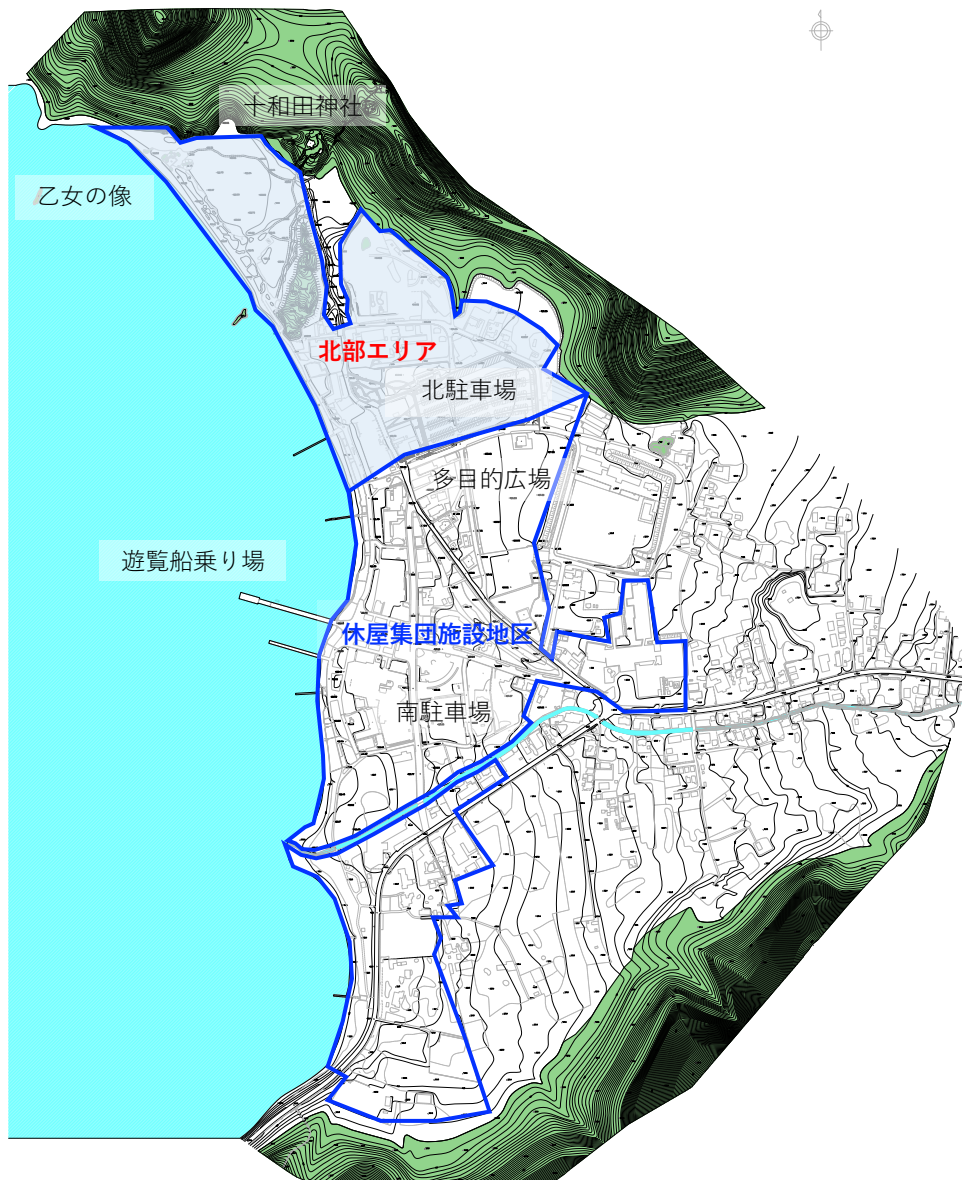 十和田神社
乙女の像
北部エリア
北駐車場
多目的広場
遊覧船乗り場
休屋集団施設地区
南駐車場